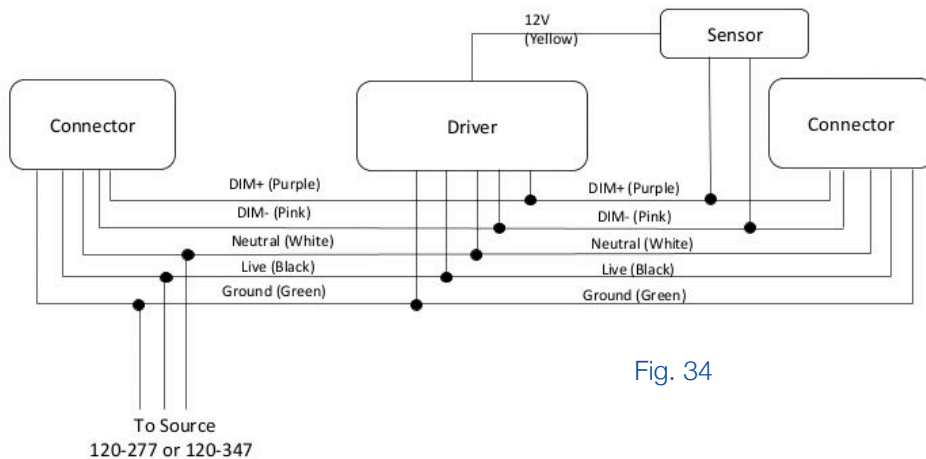 12V
(Yellow)
Sensor
Connector
Driver
Connector
DIM+ (Purple)
DIM+ (Purple)
DIM- (Pink)
DIM- (Pink)
Neutral (White)
Neutral (White)
Live (Black)
Live (Black)
Ground (Green)
Ground (Green)
Fig. 34
To Source
120-277 or 120-347